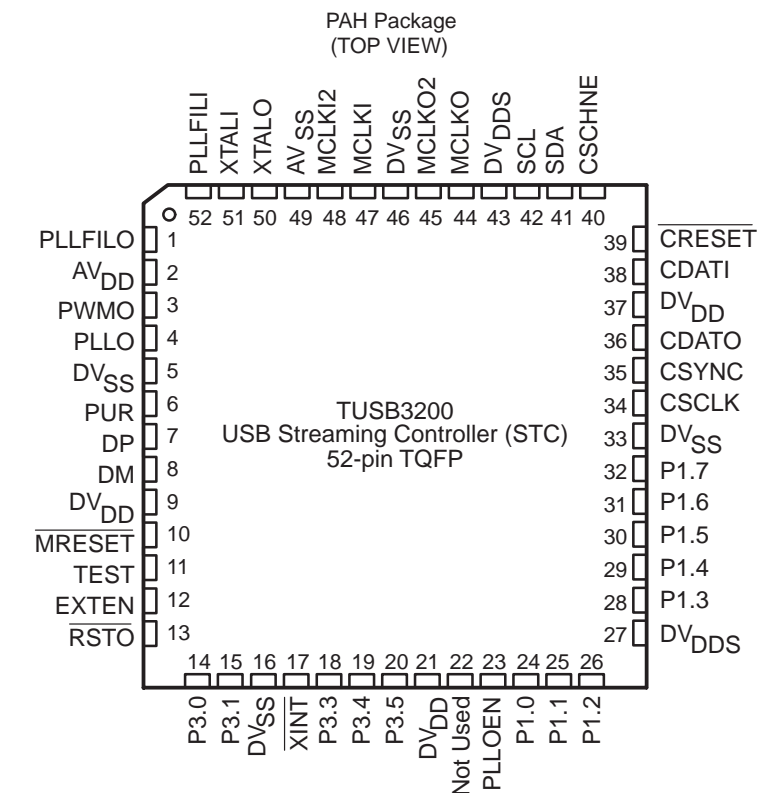 PAH Package
(TOP VIEW)
PLLFILI
XTALI
XTALO
AVSS
MCLKI2
MCLKI
DVSS
MCLKO2
MCLKO
DVDDS
SCL
SDA
CSCHNE
52 51 50 49 48 47 46 45 44 43 42 41 40
PLLFILO 1
AVDD 2
PWMO 3
PLLO 4
DVSS 5
PUR 6
DP 7
DM 8
DVDD 9
MRESET 10
TEST 11
EXTEN 12
RSTO 13
TUSB3200
USB Streaming Controller (STC)
52-pin TQFP
39 CRESET
38 CDATI
37 DVDD
36 CDATO
35 CSYNC
34 CSCLK
33 DVSS
32 P1.7
31 P1.6
30 P1.5
29 P1.4
28 P1.3
27 DVDDS
14 15 16 17 18 19 20 21 22 23 24 25 26
P3.0
P3.1
DVSS
XINT
P3.3
P3.4
P3.5
DVDD
Not Used
PLLOEN
P1.0
P1.1
P1.2